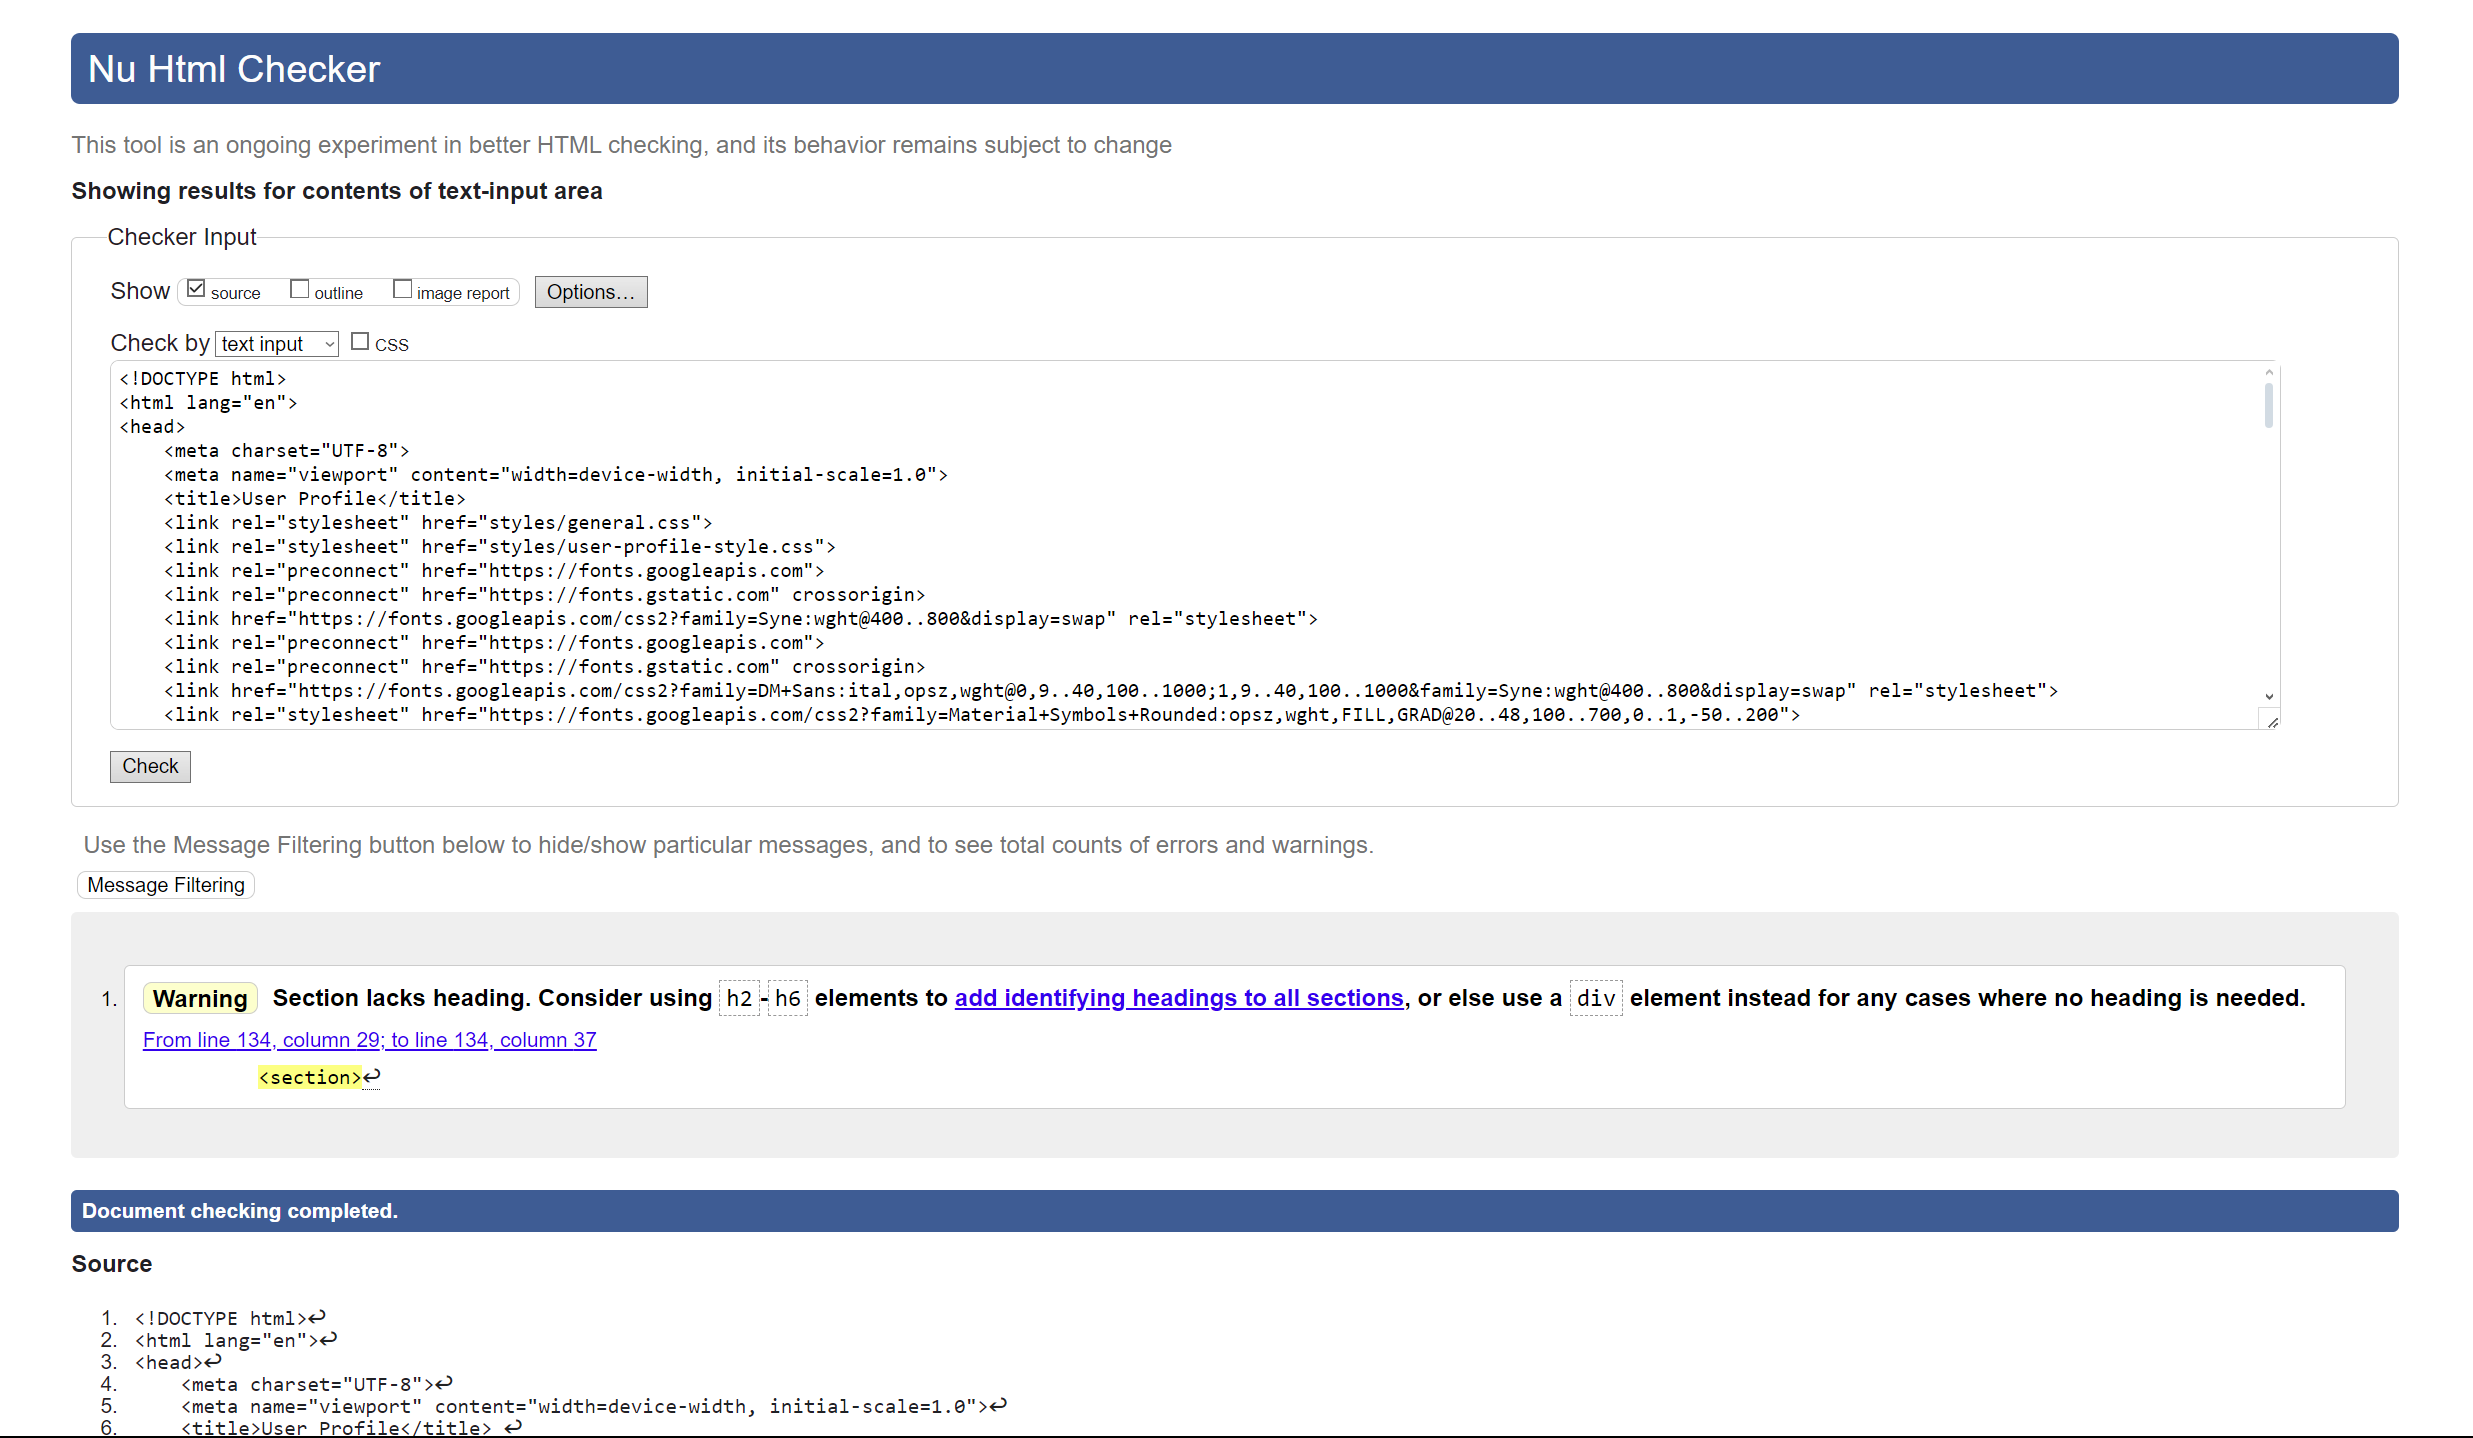 Nu Html Checker
This tool is an ongoing experiment in better HTML checking, and its behavior remains subject to change
Showing results for contents of text-input area
Checker Input
Show source outline image report Options...
Check by text input CSS
<!DOCTYPE html>
<html lang="en">
<head>
    <meta charset="UTF-8">
    <meta name="viewport" content="width=device-width, initial-scale=1.0">
    <title>User Profile</title>
    <link rel="stylesheet" href="styles/general.css">
    <link rel="stylesheet" href="styles/user-profile-style.css">
    <link rel="preconnect" href="https://fonts.googleapis.com">
    <link rel="preconnect" href="https://fonts.gstatic.com" crossorigin>
    <link href="https://fonts.googleapis.com/css2?family=Syne:wght@400..800&display=swap" rel="stylesheet">
    <link rel="preconnect" href="https://fonts.googleapis.com">
    <link rel="preconnect" href="https://fonts.gstatic.com" crossorigin>
    <link href="https://fonts.googleapis.com/css2?family=DM+Sans:ital,opsz,wght@0,9..40,100..1000;1,9..40,100..1000&family=Syne:wght@400..800&display=swap" rel="stylesheet">
    <link rel="stylesheet" href="https://fonts.googleapis.com/css2?family=Material+Symbols+Rounded:opsz,wght,FILL,GRAD@20..48,100..700,0..1,-50..200">
Check
Use the Message Filtering button below to hide/show particular messages, and to see total counts of errors and warnings.
Message Filtering
1. Warning Section lacks heading. Consider using h2-h6 elements to add identifying headings to all sections, or else use a div element instead for any cases where no heading is needed.
From line 134, column 29; to line 134, column 37
<section>↩
Document checking completed.
Source
1. <!DOCTYPE html>↩
2. <html lang="en">↩
3. <head>↩
4.     <meta charset="UTF-8">↩
5.     <meta name="viewport" content="width=device-width, initial-scale=1.0">↩
6.     <title>User Profile</title> ↩